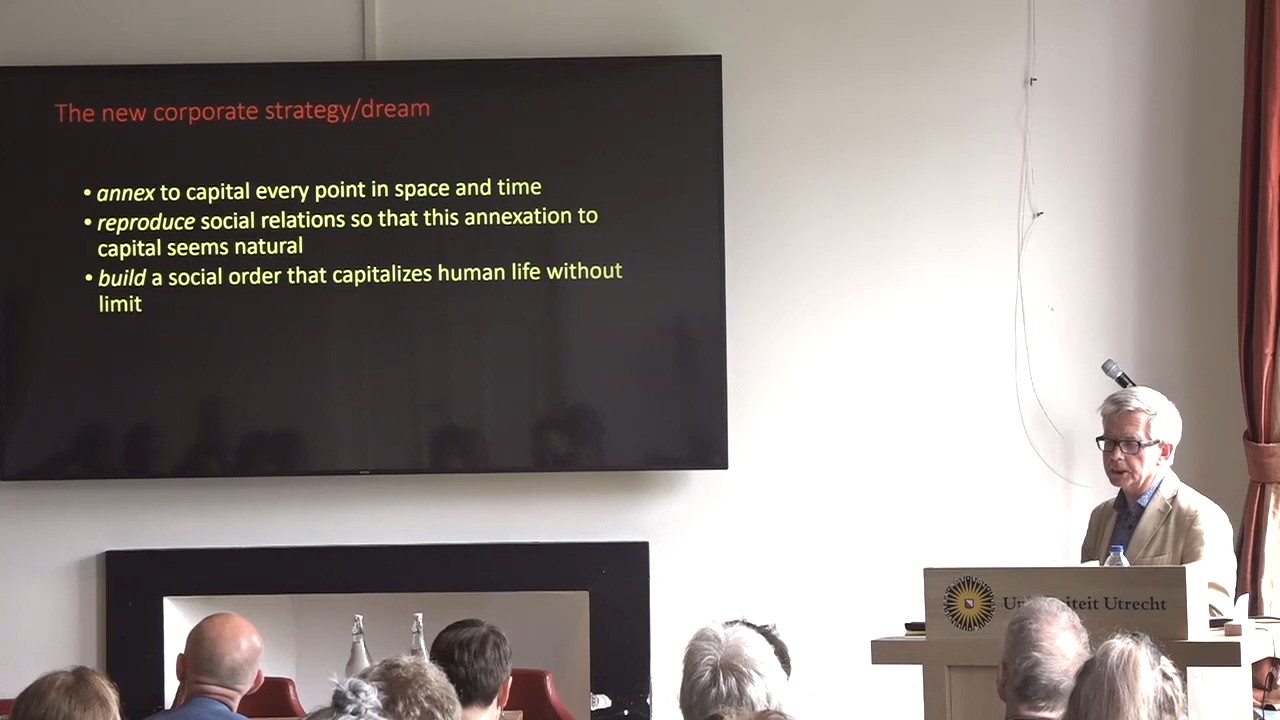 The new corporate strategy/dream
• annex to capital every point in space and time
• reproduce social relations so that this annexation to
capital seems natural
• build a social order that capitalizes human life without
limit
Utrecht